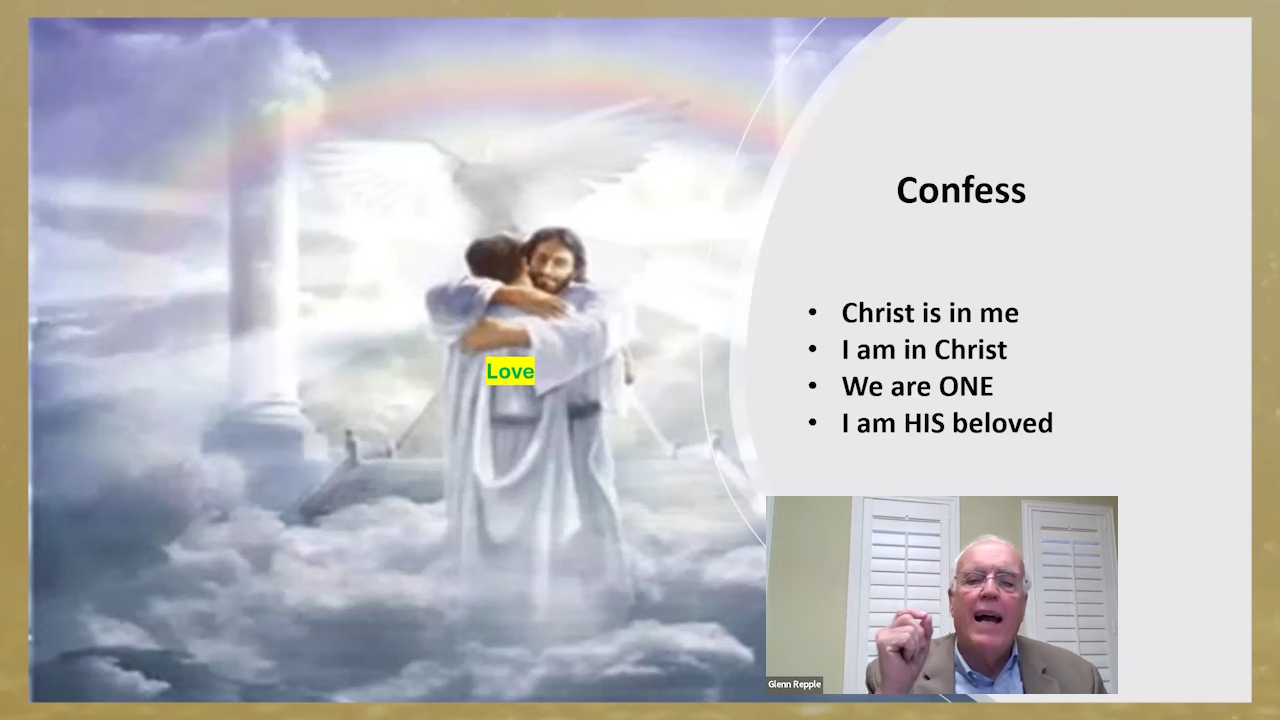 Confess
• Christ is in me
• I am in Christ
• We are ONE
• I am HIS beloved
Love
Glenn Repple